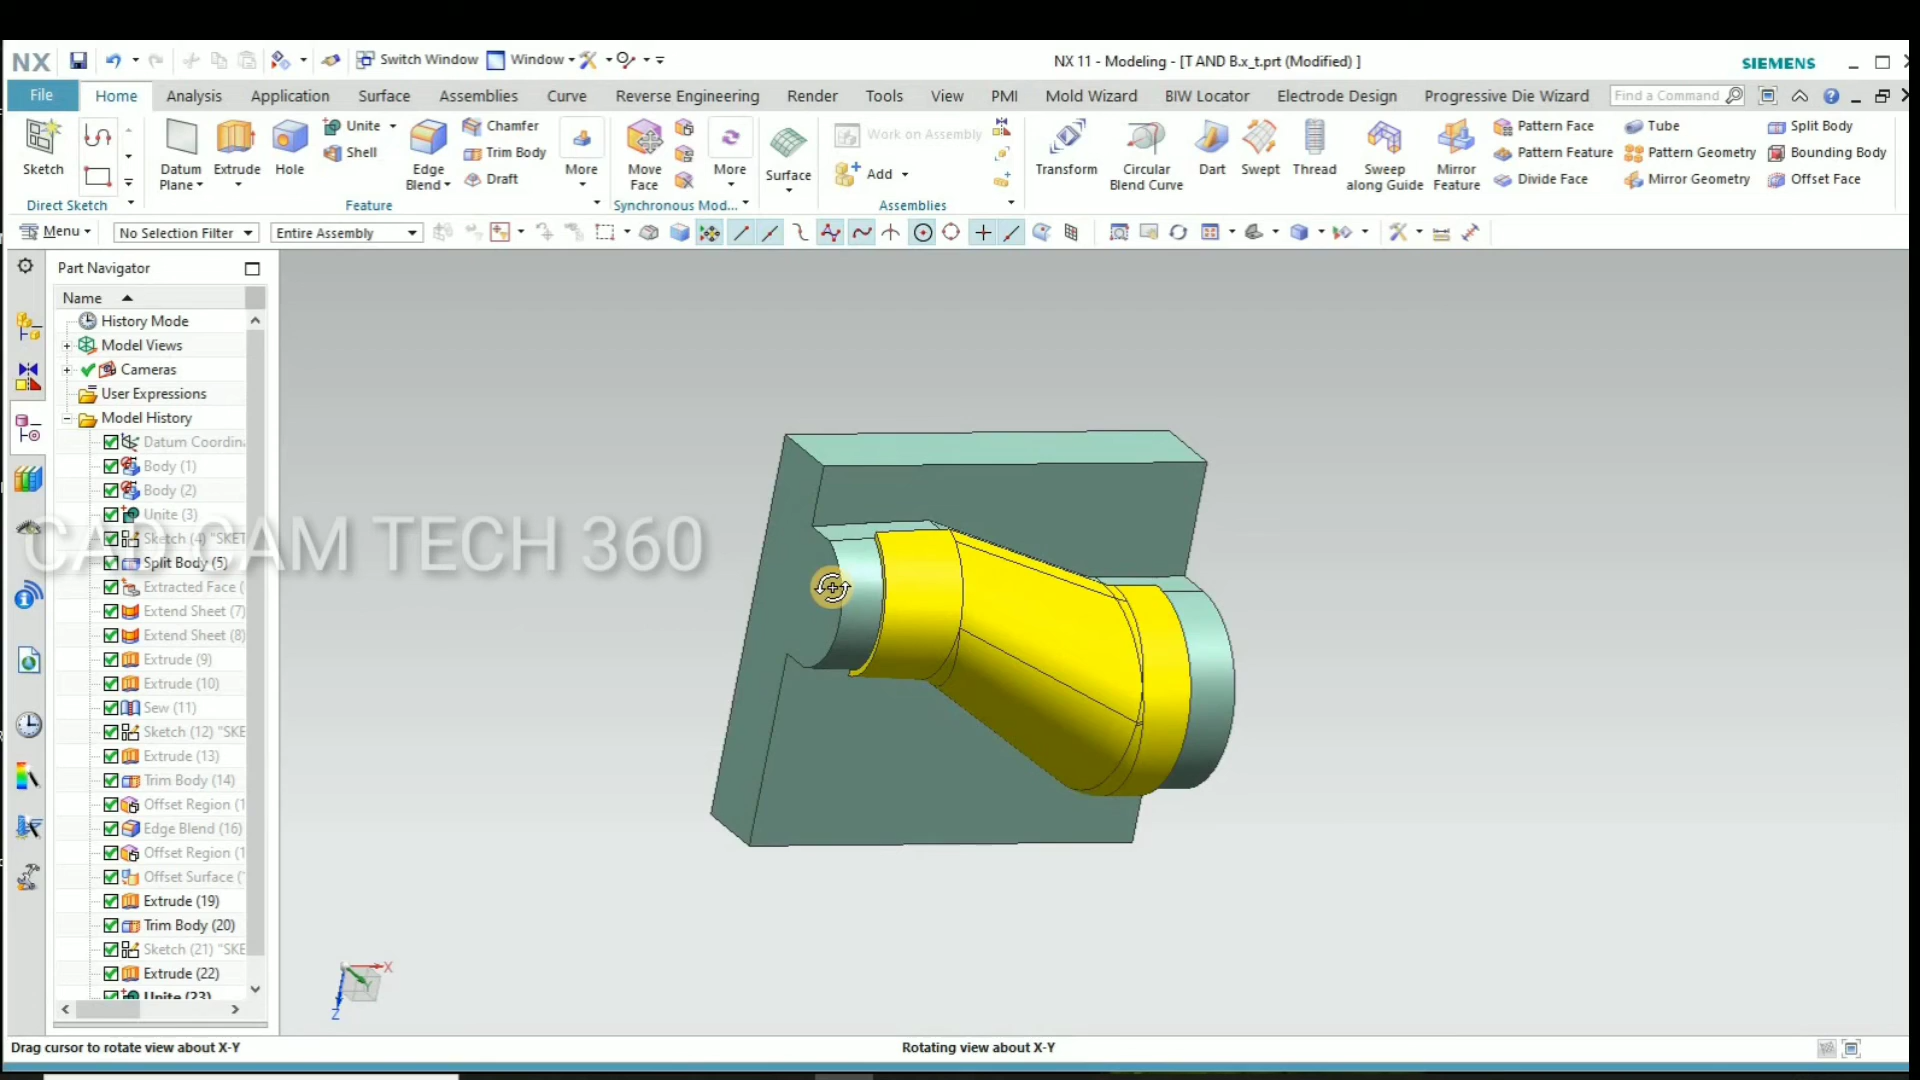 NX Switch Window Window NX 11 - Modeling - [T AND B.x_t.prt (Modified) ] SIEMENS
File Home Analysis Application Surface Assemblies Curve Reverse Engineering Render Tools View PMI Mold Wizard BIW Locator Electrode Design Progressive Die Wizard Find a Command
Unite Chamfer Pattern Face Tube Split Body
Work on Assembly
Shell Trim Body Pattern Feature Pattern Geometry Bounding Body
Sketch Datum Plane Extrude Hole Edge Blend Draft More Move Face More Surface Add Transform Circular Blend Curve Dart Swept Thread Sweep along Guide Mirror Feature Divide Face Mirror Geometry Offset Face
Direct Sketch Feature Synchronous Mod... Assemblies
Menu No Selection Filter Entire Assembly
Part Navigator
Name
History Mode
Model Views
Cameras
User Expressions
Model History
Datum Coordin
Body (1)
Body (2)
Unite (3)
Sketch (4) "SKET
CAD CAM TECH 360
Split Body (5)
Extracted Face (
Extend Sheet (7)
Extend Sheet (8)
Extrude (9)
Extrude (10)
Sew (11)
Sketch (12) "SKE
Extrude (13)
Trim Body (14)
Offset Region (1
Edge Blend (16)
Offset Region (1
Offset Surface (
Extrude (19)
Trim Body (20)
Sketch (21) "SKE
Extrude (22)
Unite (23)
X
Y
Z
Drag cursor to rotate view about X-Y Rotating view about X-Y